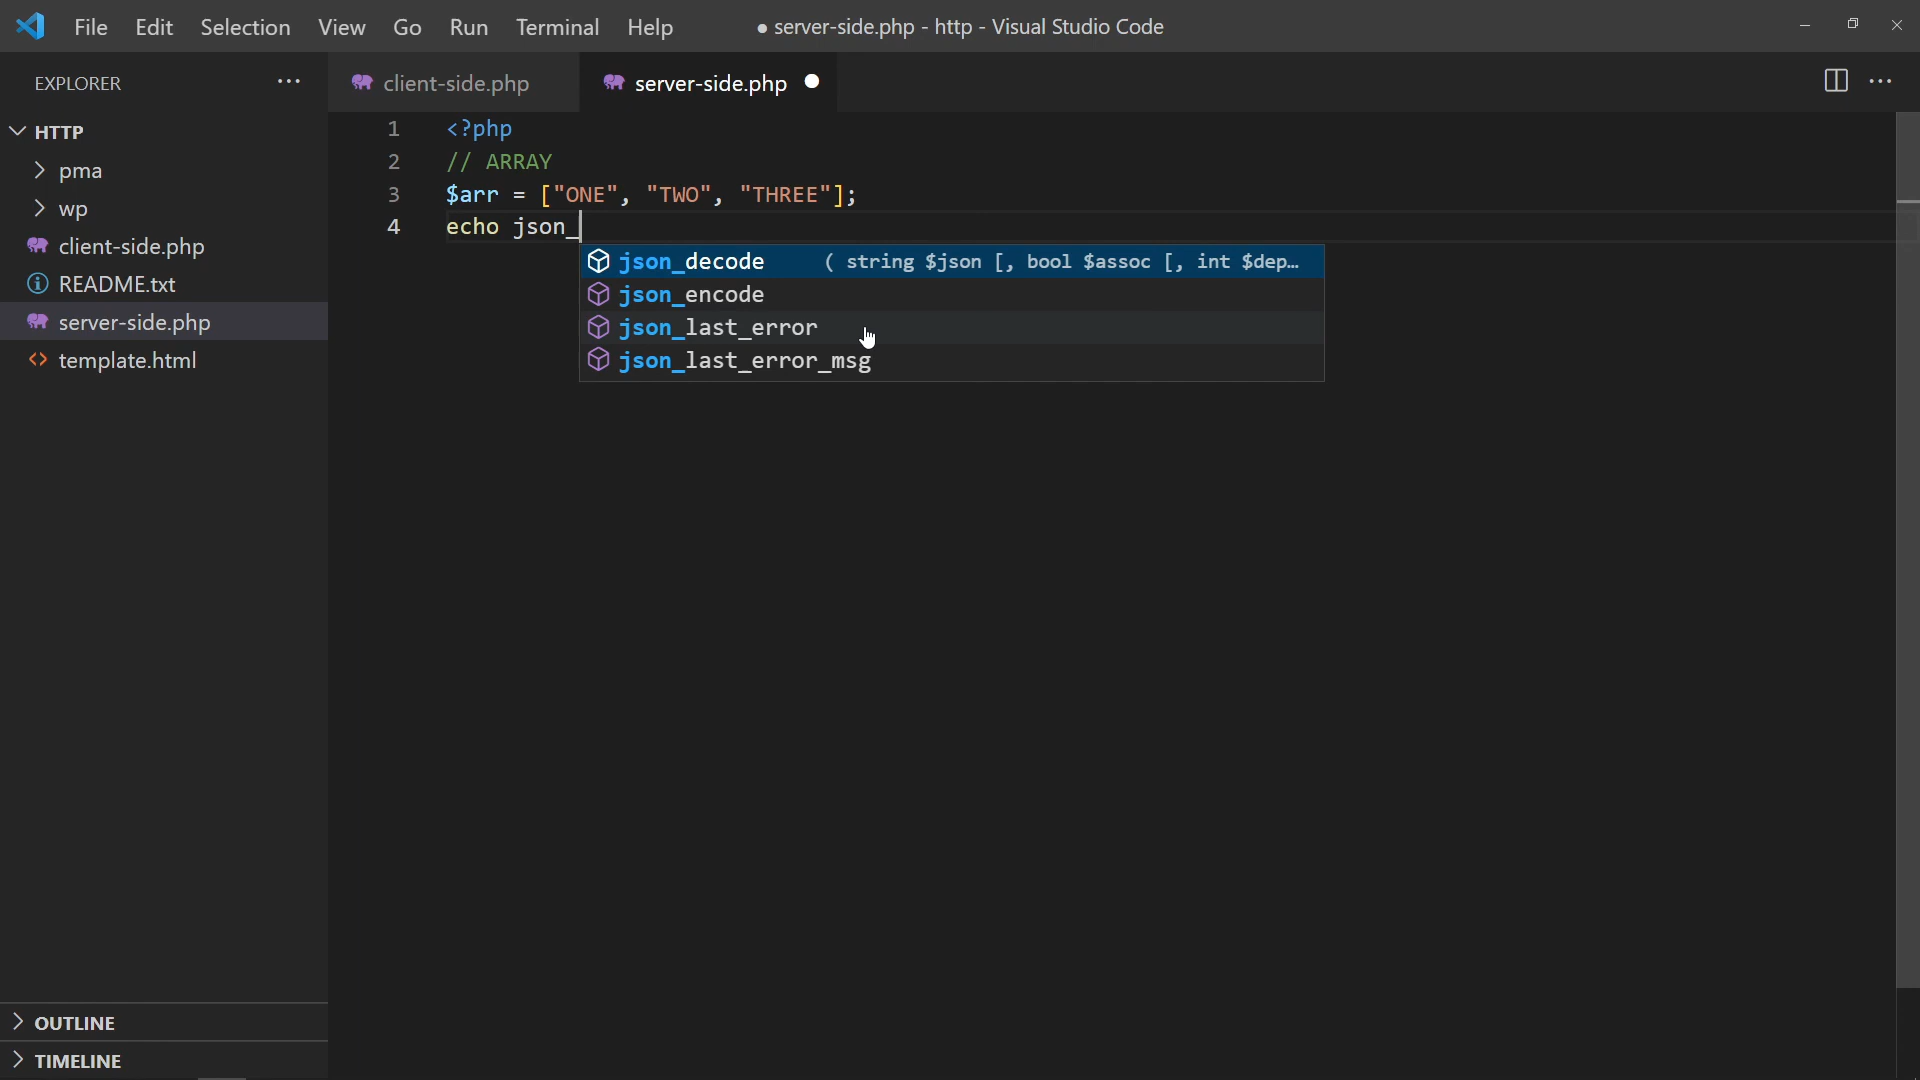 File Edit Selection View Go Run Terminal Help ● server-side.php - http - Visual Studio Code
EXPLORER ···
HTTP
pma
wp
client-side.php
README.txt
server-side.php
template.html
OUTLINE
TIMELINE
client-side.php server-side.php
1 <?php
2 // ARRAY
3 $arr = ["ONE", "TWO", "THREE"];
4 echo json_
json_decode ( string $json [, bool $assoc [, int $dep...
json_encode
json_last_error
json_last_error_msg